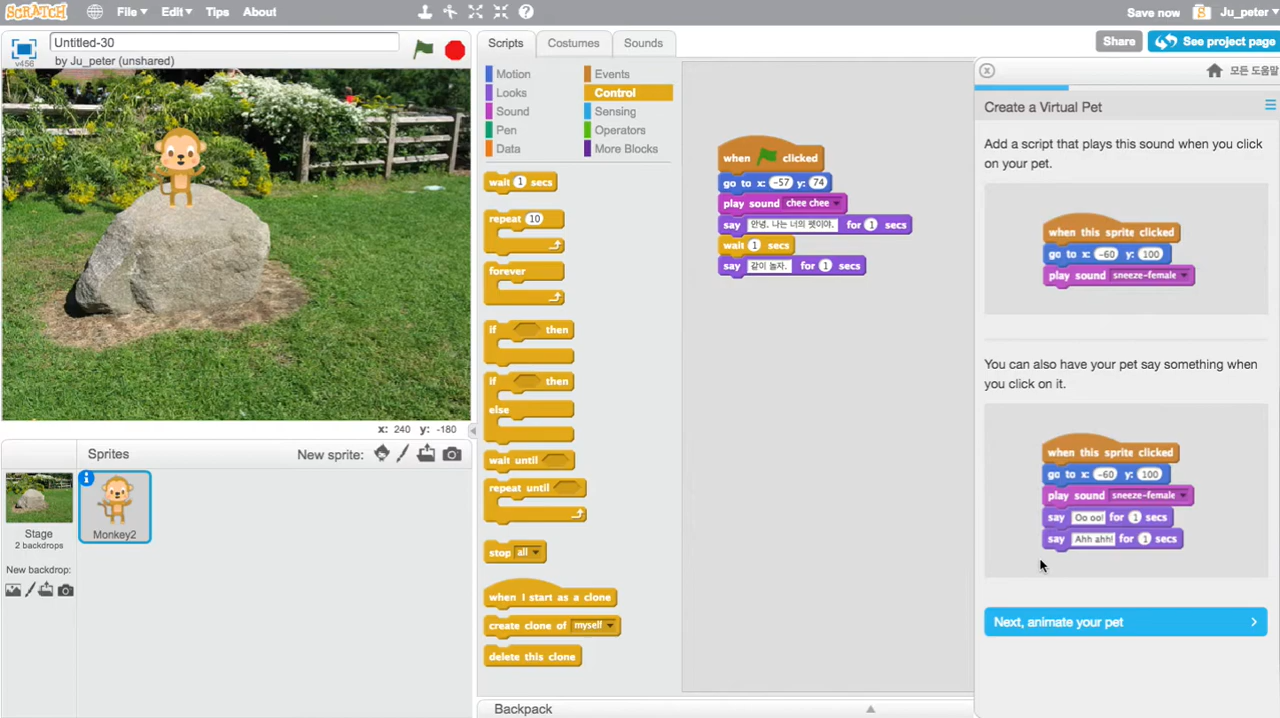 SCRATCH File Edit Tips About Save now Ju_peter
Untitled-30
by Ju_peter (unshared)
v456
Scripts Costumes Sounds
Share See project page
Motion Events
Looks Control
Sound Sensing
Pen Operators
Data More Blocks
wait 1 secs
repeat 10
forever
if then
if then
else
wait until
repeat until
stop all
when I start as a clone
create clone of myself
delete this clone
when clicked
go to x: -57 y: 74
play sound chee chee
say 안녕, 나는 너의 펫이야. for 1 secs
wait 1 secs
say 같이 놀자. for 1 secs
모든 도움말
Create a Virtual Pet
Add a script that plays this sound when you click
on your pet.
when this sprite clicked
go to x: -60 y: 100
play sound sneeze-female
You can also have your pet say something when
you click on it.
when this sprite clicked
go to x: -60 y: 100
play sound sneeze-female
say Oo oo! for 1 secs
say Ahh ahh! for 1 secs
Next, animate your pet
x: 240 y: -180
Sprites New sprite:
Stage
2 backdrops
New backdrop:
Monkey2
Backpack